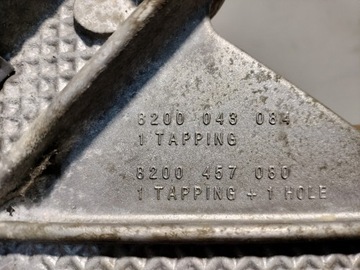 8200 043 084
1 TAPPING
8200 457 080
1 TAPPING + 1 HOLE